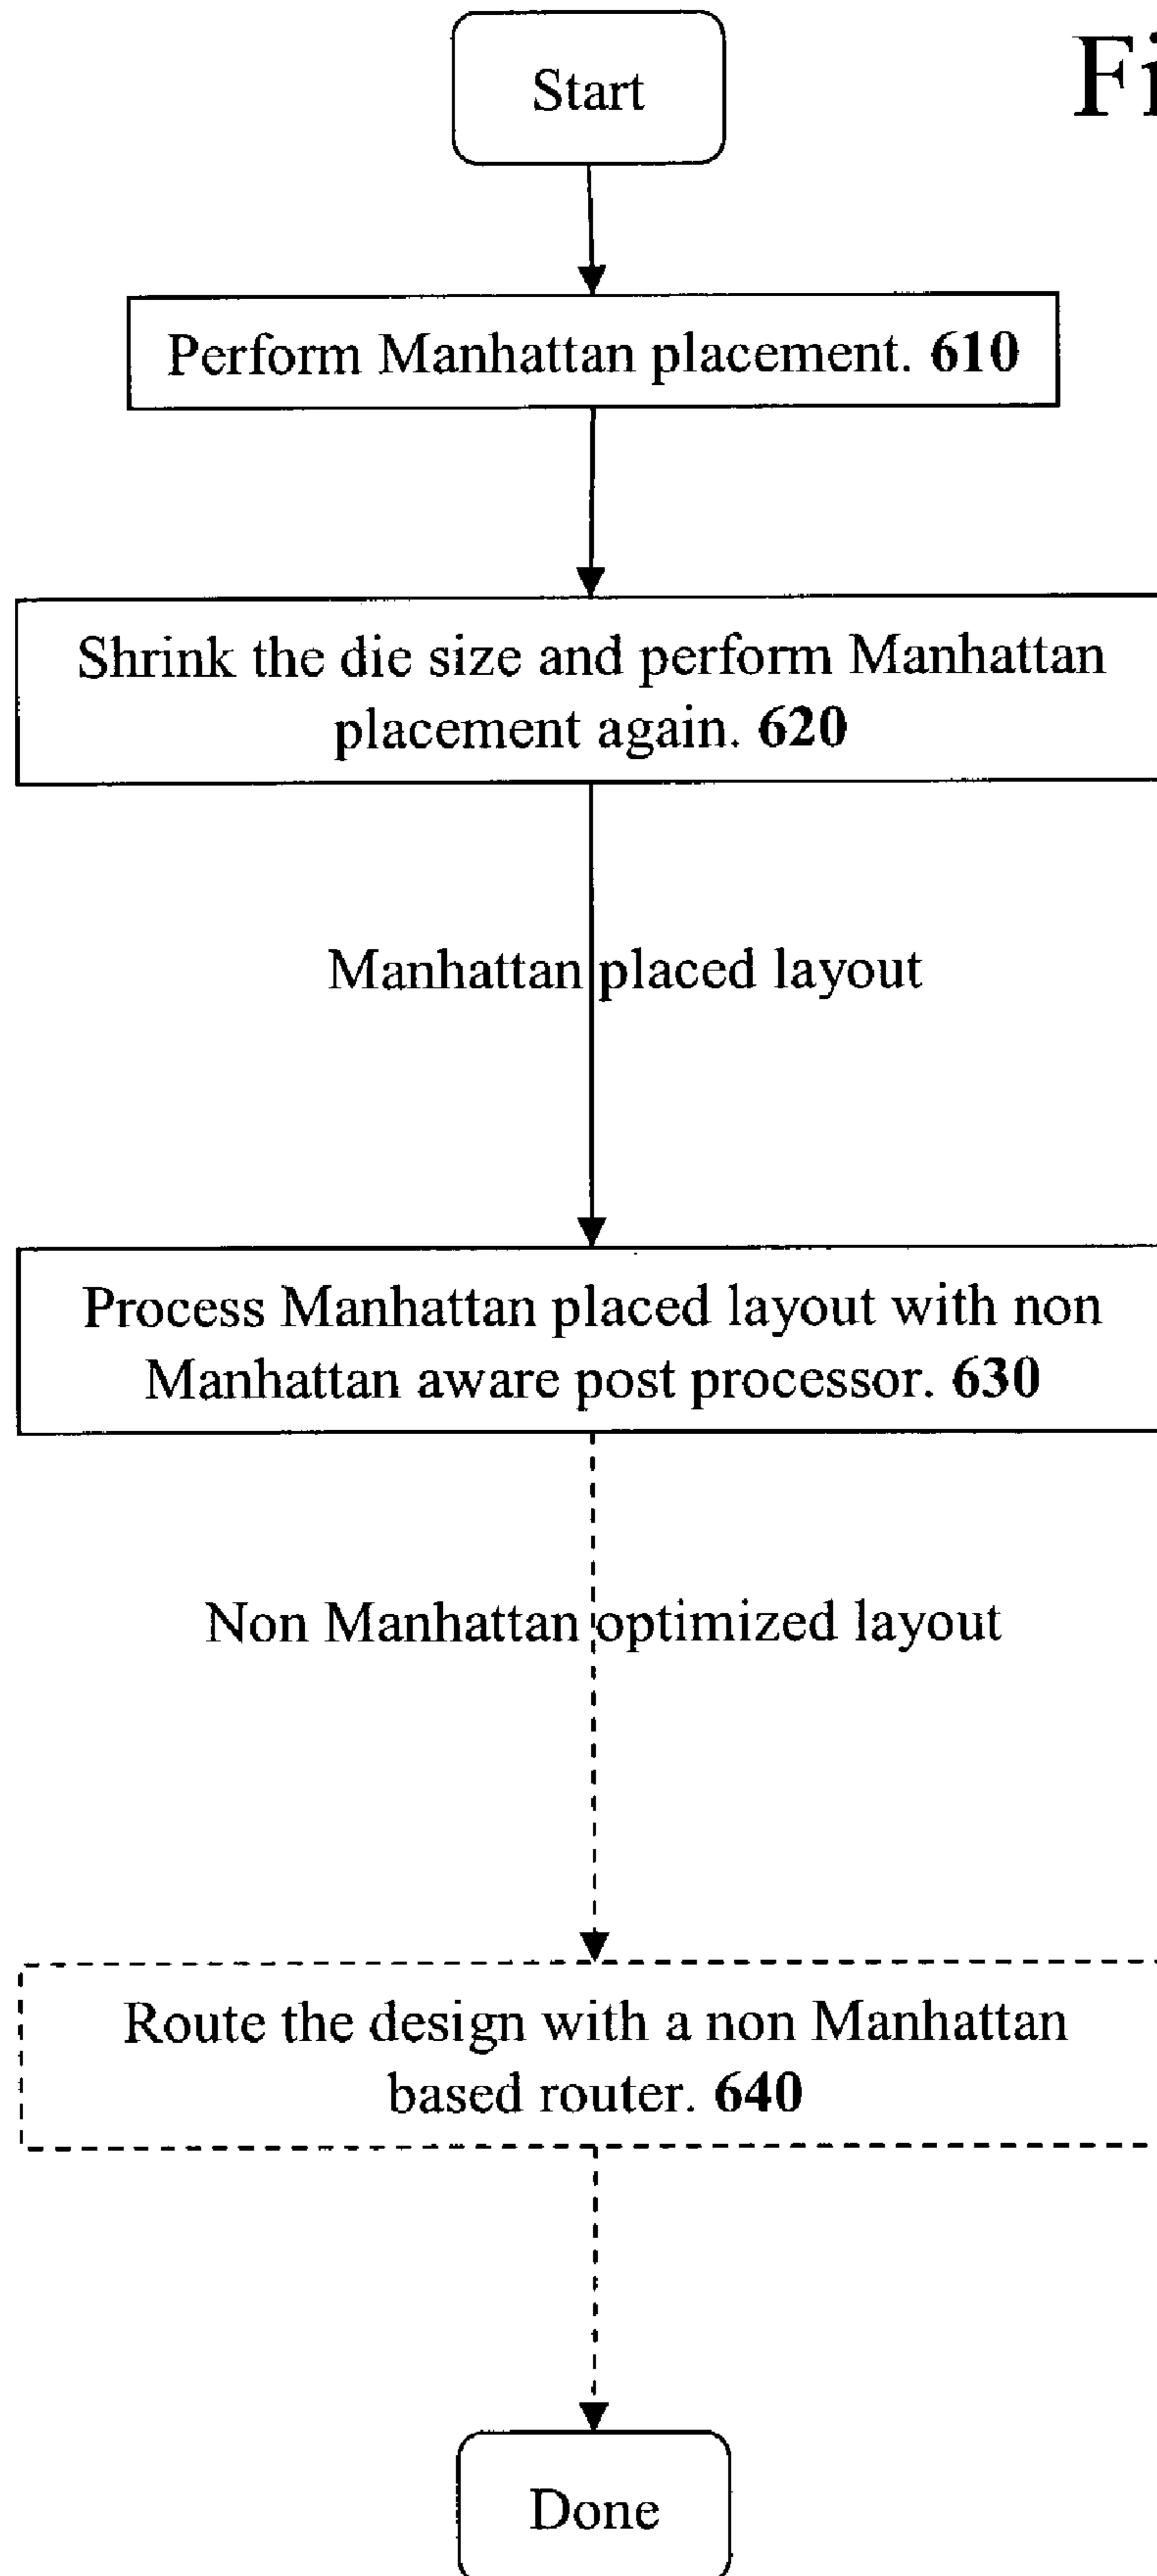 Start
Fi
Perform Manhattan placement. 610
Shrink the die size and perform Manhattan
placement again. 620
Manhattan placed layout
Process Manhattan placed layout with non
Manhattan aware post processor. 630
Non Manhattan optimized layout
Route the design with a non Manhattan
based router. 640
Done